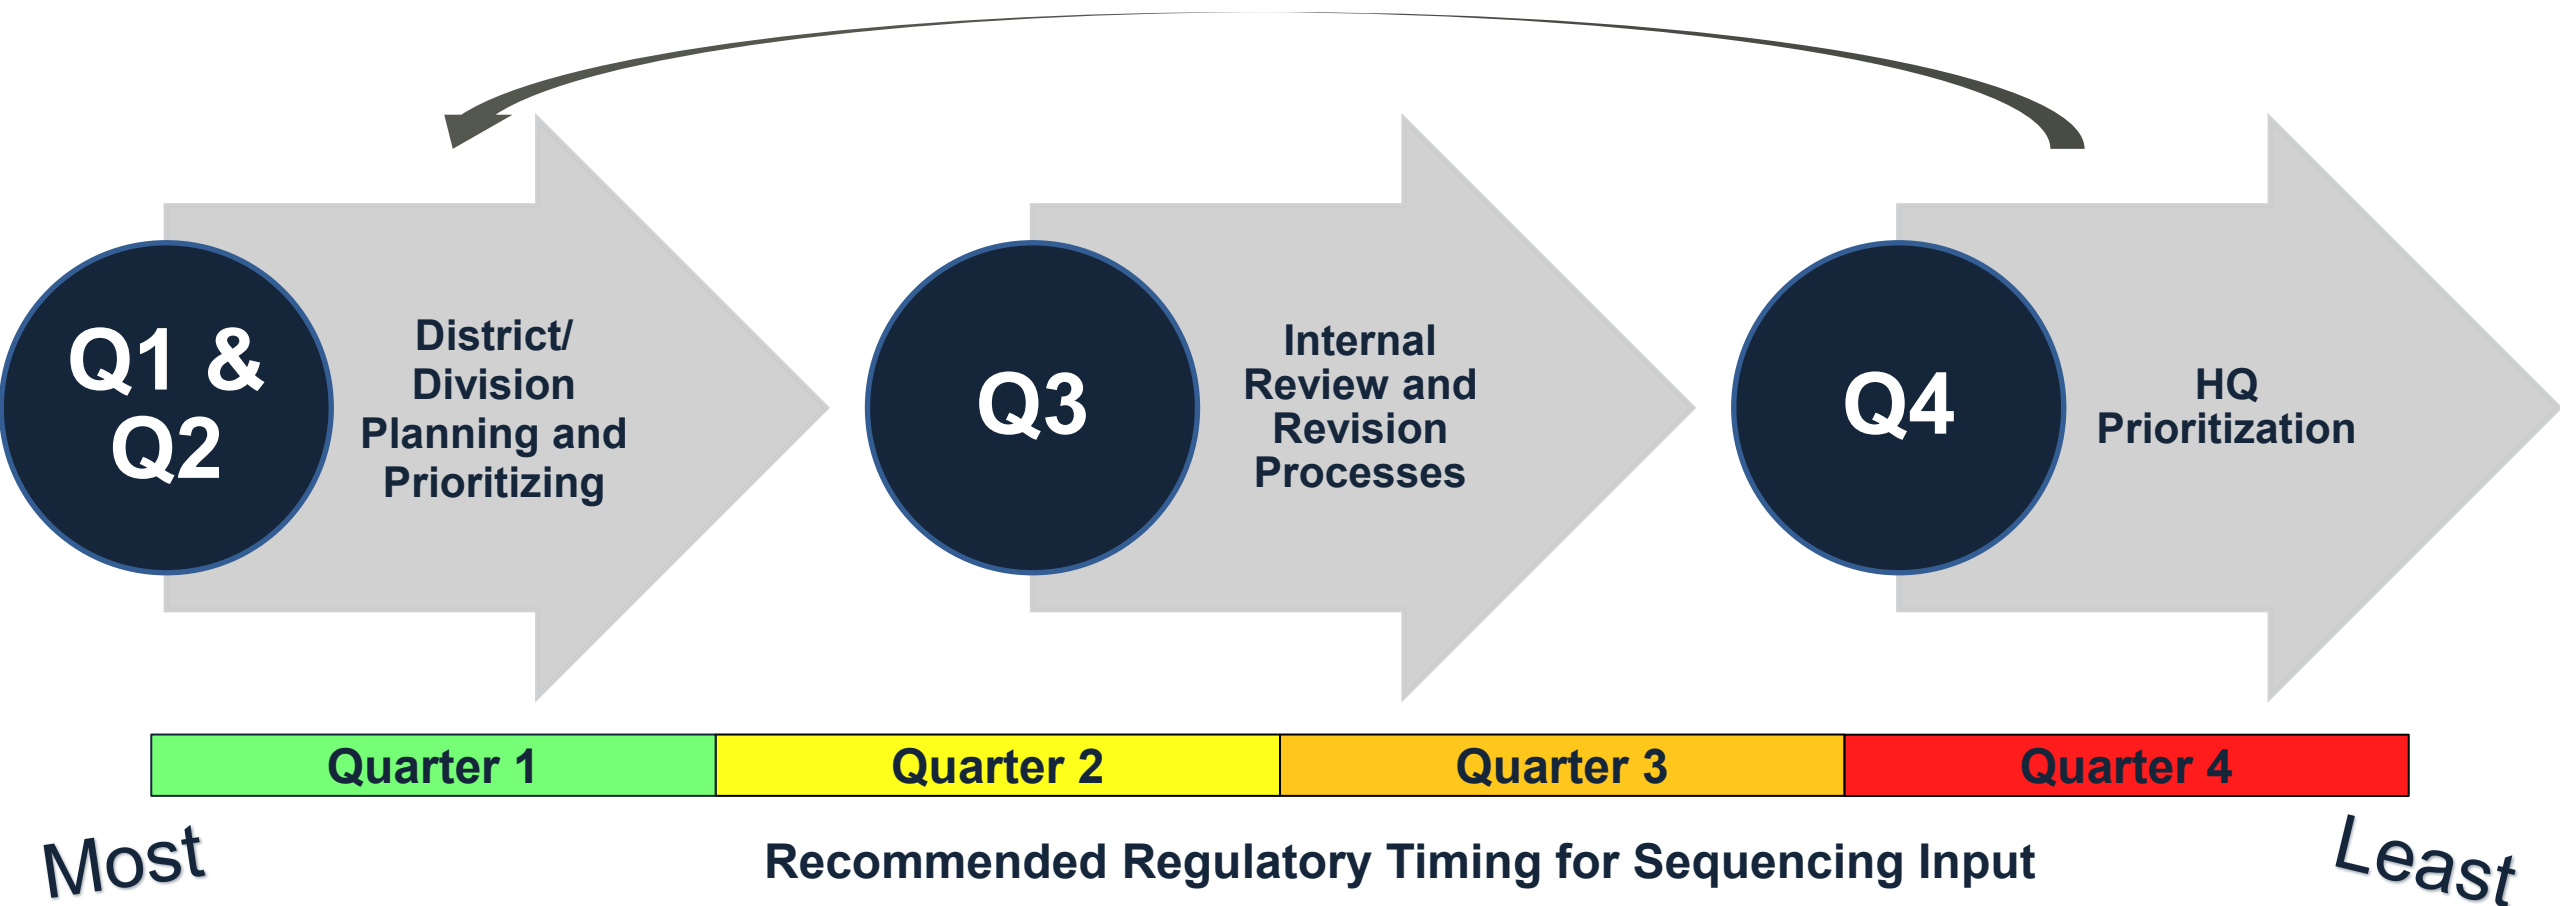 Q1 &
Q2
District/
Division
Planning and
Prioritizing
Q3
Internal
Review and
Revision
Processes
Q4
HQ
Prioritization
Quarter 1
Quarter 2
Quarter 3
Quarter 4
Most
Recommended Regulatory Timing for Sequencing Input
Least